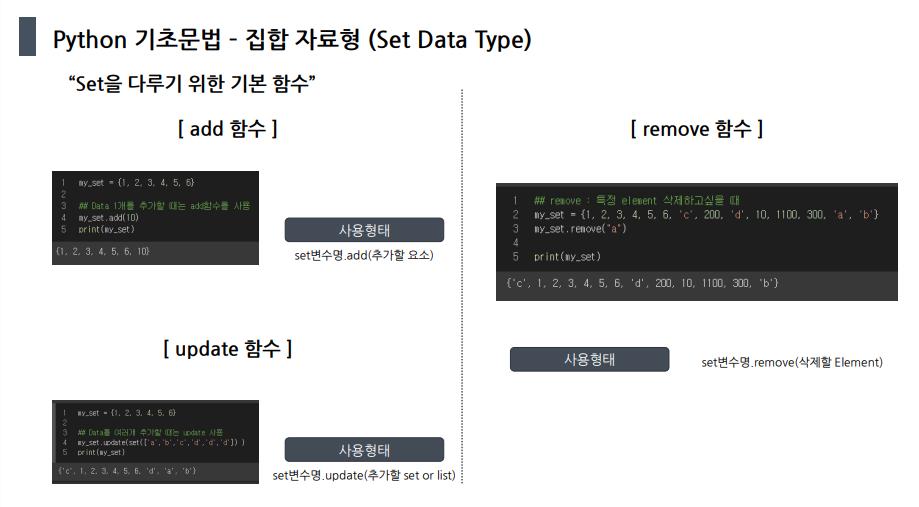 Python 기초문법 - 집합 자료형 (Set Data Type)
“Set을 다루기 위한 기본 함수”
[ add 함수 ]
1 my_set = {1, 2, 3, 4, 5, 6}
2
3 ## Data 1개를 추가할 때는 add함수를 사용
4 my_set.add(10)
5 print(my_set)
{1, 2, 3, 4, 5, 6, 10}
사용형태
set변수명.add(추가할 요소)
[ update 함수 ]
1 my_set = {1, 2, 3, 4, 5, 6}
2
3 ## Data를 여러개 추가할 때는 update 사용
4 my_set.update(set(['a','b','c','d','d','d']) )
5 print(my_set)
{'c', 1, 2, 3, 4, 5, 6, 'd', 'a', 'b'}
사용형태
set변수명.update(추가할 set or list)
[ remove 함수 ]
1 ## remove : 특정 element 삭제하고싶을 때
2 my_set = {1, 2, 3, 4, 5, 6, 'c', 200, 'd', 10, 1100, 300, 'a', 'b'}
3 my_set.remove("a")
4
5 print(my_set)
{'c', 1, 2, 3, 4, 5, 6, 'd', 200, 10, 1100, 300, 'b'}
사용형태
set변수명.remove(삭제할 Element)